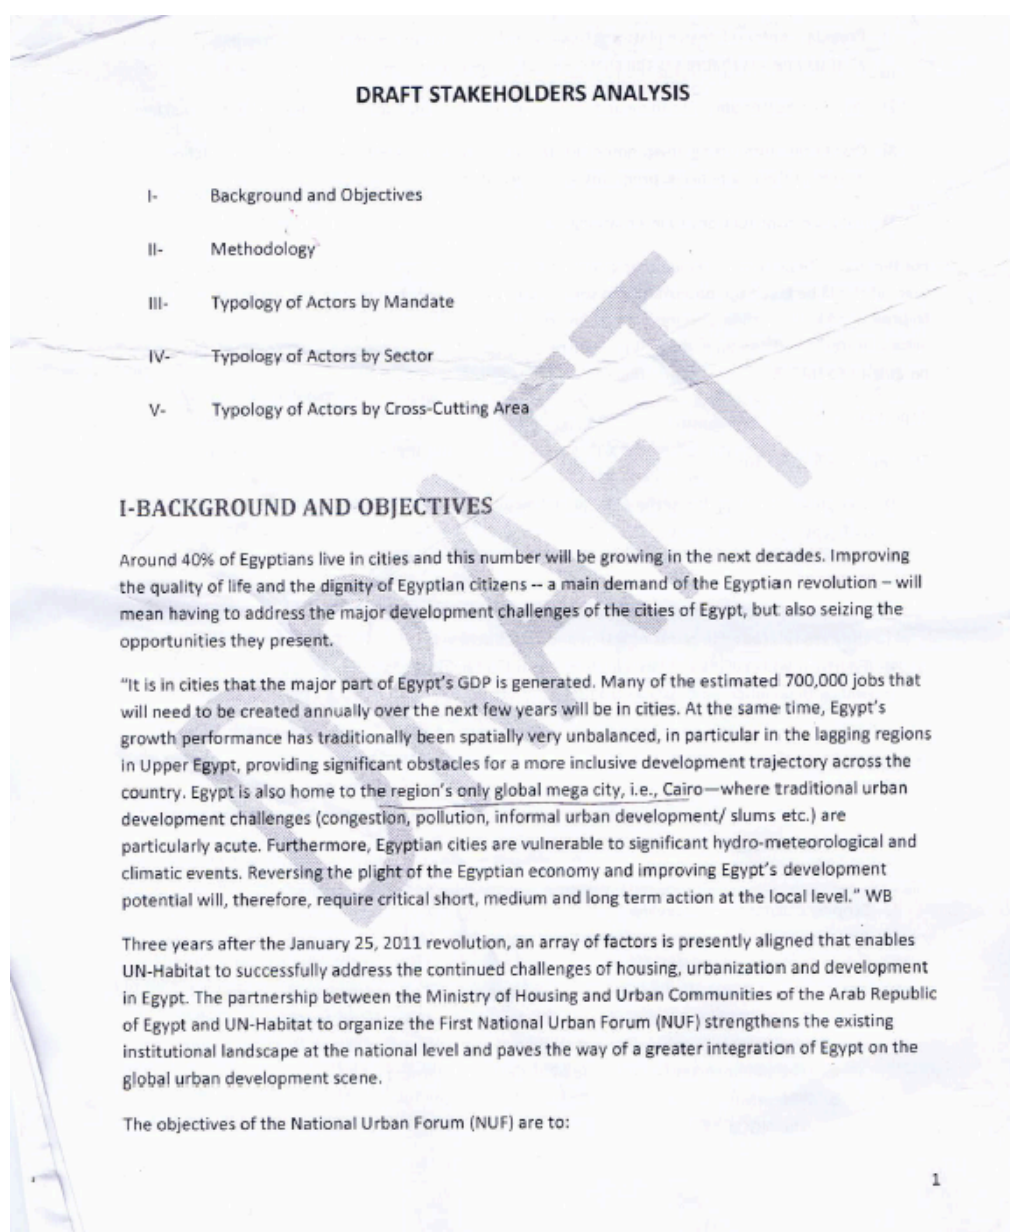 DRAFT STAKEHOLDERS ANALYSIS
I- Background and Objectives
II- Methodology
III- Typology of Actors by Mandate
IV- Typology of Actors by Sector
V- Typology of Actors by Cross-Cutting Area
DRAFT
I-BACKGROUND AND OBJECTIVES
Around 40% of Egyptians live in cities and this number will be growing in the next decades. Improving
the quality of life and the dignity of Egyptian citizens -- a main demand of the Egyptian revolution – will
mean having to address the major development challenges of the cities of Egypt, but also seizing the
opportunities they present.
"It is in cities that the major part of Egypt's GDP is generated. Many of the estimated 700,000 jobs that
will need to be created annually over the next few years will be in cities. At the same time, Egypt's
growth performance has traditionally been spatially very unbalanced, in particular in the lagging regions
in Upper Egypt, providing significant obstacles for a more inclusive development trajectory across the
country. Egypt is also home to the region's only global mega city, i.e., Cairo—where traditional urban
development challenges (congestion, pollution, informal urban development/ slums etc.) are
particularly acute. Furthermore, Egyptian cities are vulnerable to significant hydro-meteorological and
climatic events. Reversing the plight of the Egyptian economy and improving Egypt's development
potential will, therefore, require critical short, medium and long term action at the local level." WB
Three years after the January 25, 2011 revolution, an array of factors is presently aligned that enables
UN-Habitat to successfully address the continued challenges of housing, urbanization and development
in Egypt. The partnership between the Ministry of Housing and Urban Communities of the Arab Republic
of Egypt and UN-Habitat to organize the First National Urban Forum (NUF) strengthens the existing
institutional landscape at the national level and paves the way of a greater integration of Egypt on the
global urban development scene.
The objectives of the National Urban Forum (NUF) are to:
1